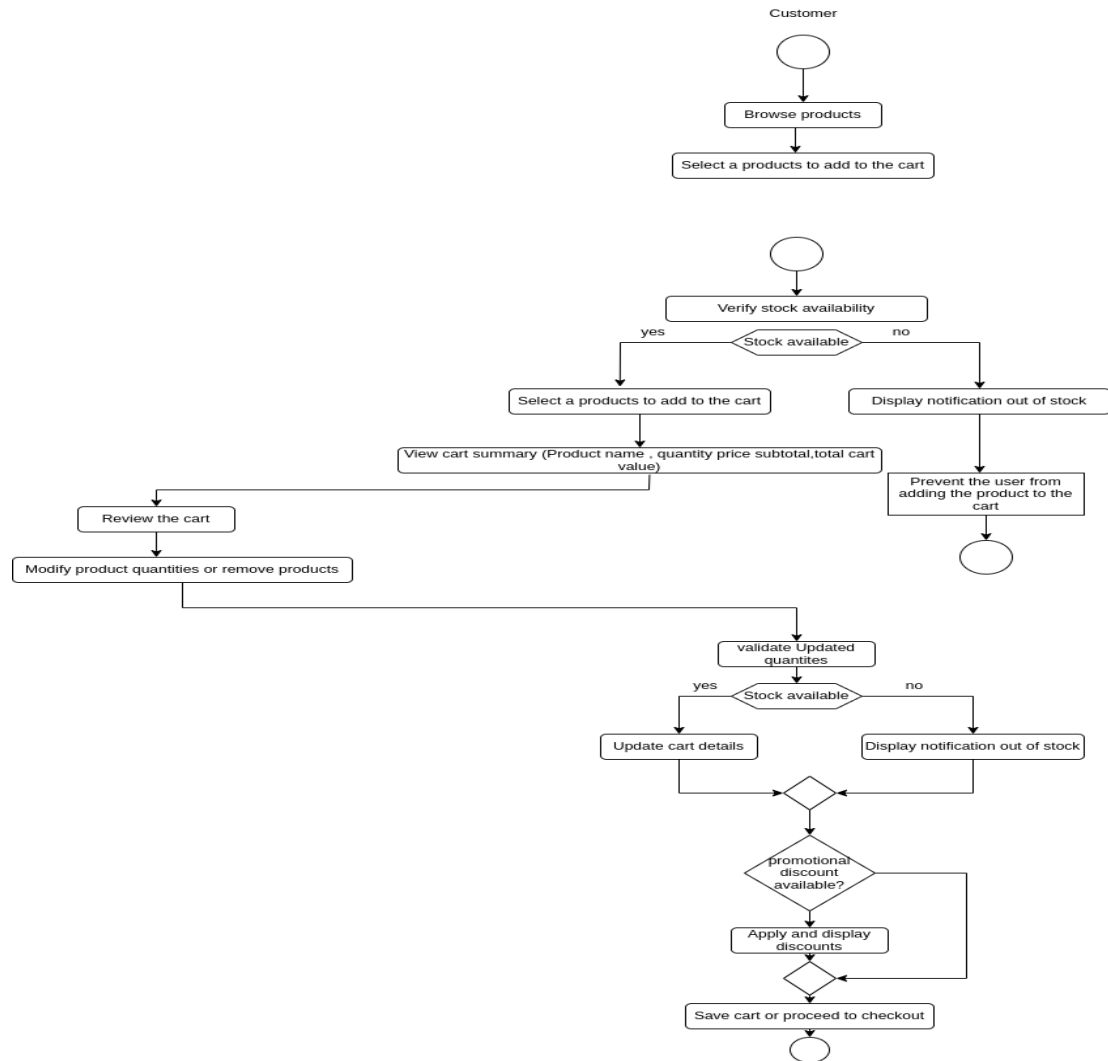 Customer
Browse products
Select a products to add to the cart
Verify stock availability
yes
Stock available
no
Select a products to add to the cart
Display notification out of stock
View cart summary (Product name , quantity price subtotal,total cart
value)
Prevent the user from
adding the product to the
cart
Review the cart
Modify product quantities or remove products
validate Updated
quantites
yes
Stock available
no
Update cart details
Display notification out of stock
promotional
discount
available?
Apply and display
discounts
Save cart or proceed to checkout